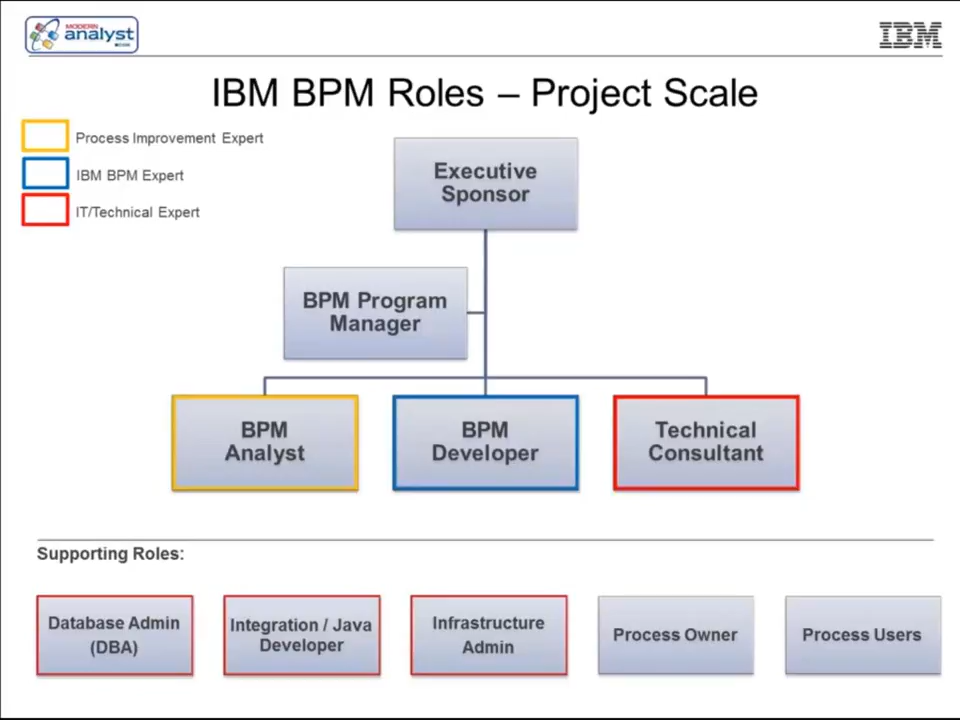 MODERN
analyst
IBM
IBM BPM Roles – Project Scale
Process Improvement Expert
IBM BPM Expert
IT/Technical Expert
Executive
Sponsor
BPM Program
Manager
BPM
Analyst
BPM
Developer
Technical
Consultant
Supporting Roles:
Database Admin
(DBA)
Integration / Java
Developer
Infrastructure
Admin
Process Owner
Process Users